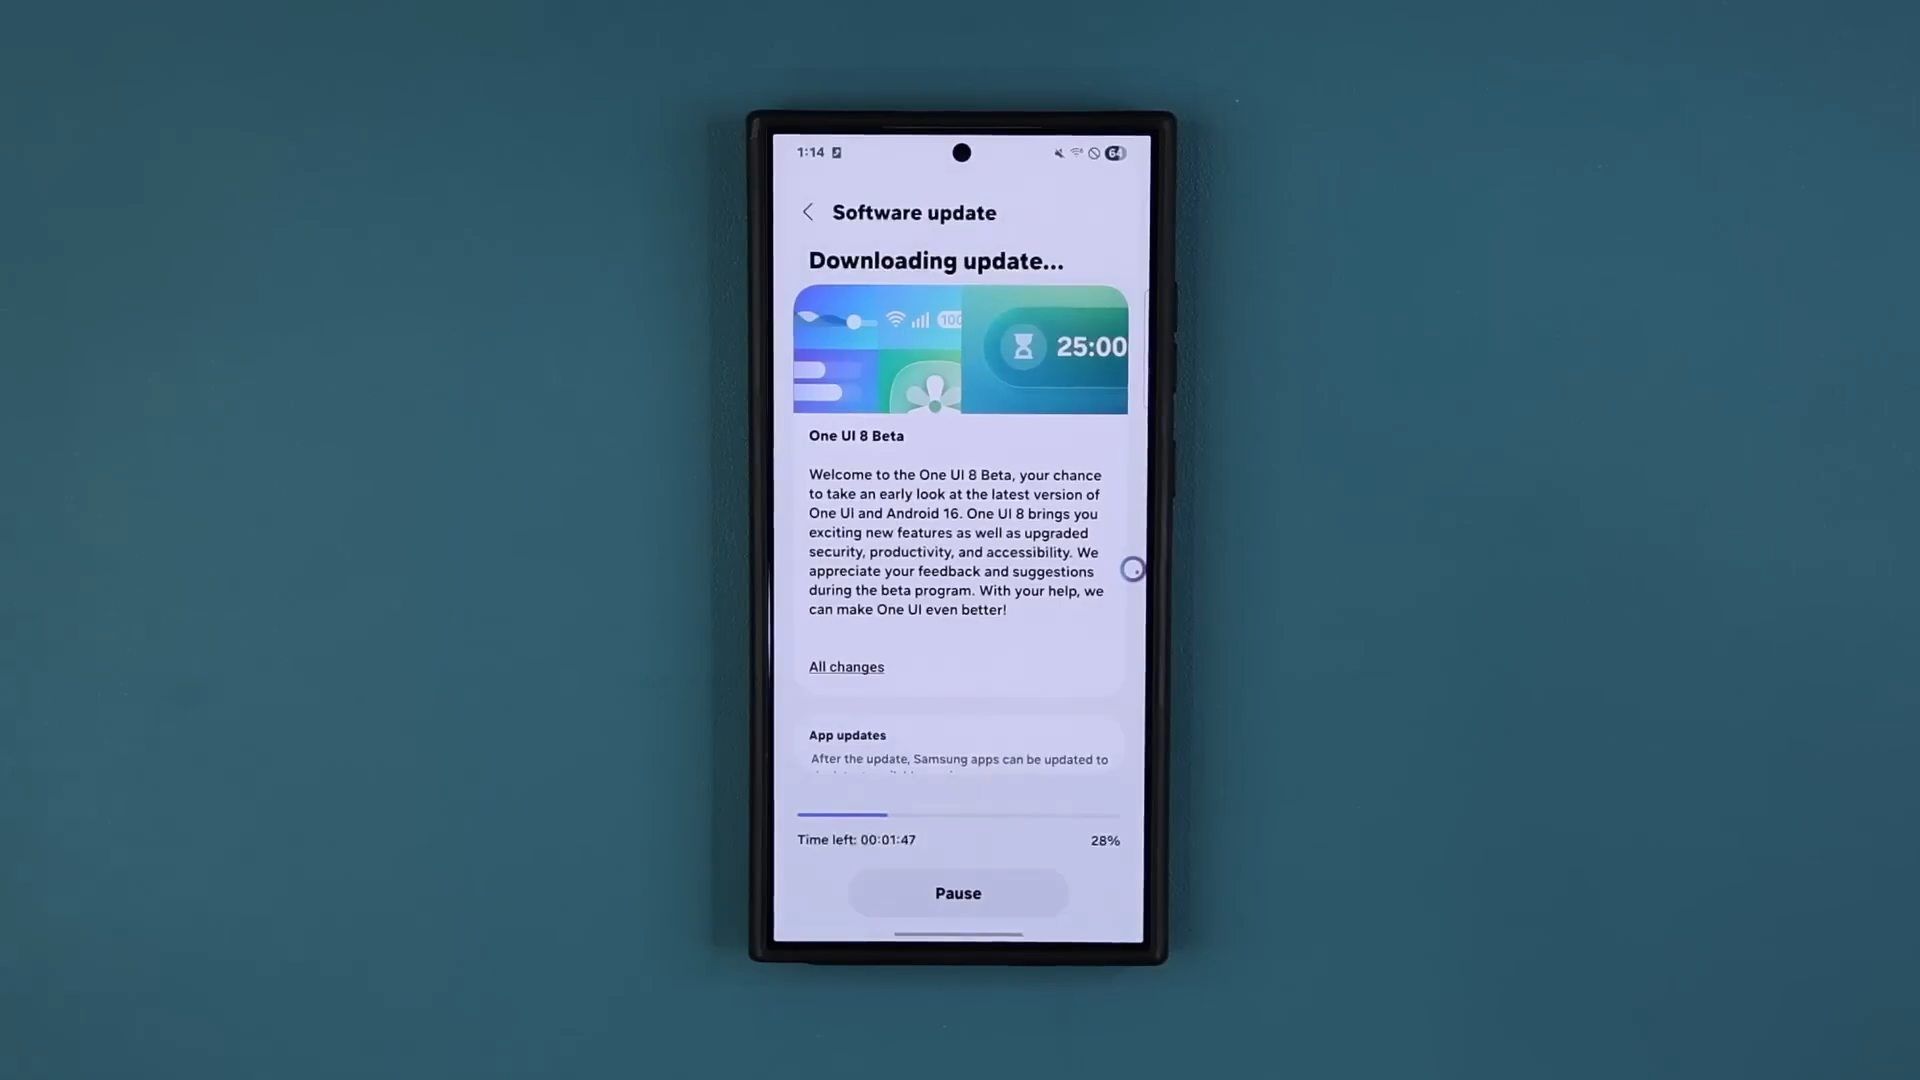 1:14
64
Software update
Downloading update...
100
25:00
One UI 8 Beta
Welcome to the One UI 8 Beta, your chance
to take an early look at the latest version of
One UI and Android 16. One UI 8 brings you
exciting new features as well as upgraded
security, productivity, and accessibility. We
appreciate your feedback and suggestions
during the beta program. With your help, we
can make One UI even better!
All changes
App updates
After the update, Samsung apps can be updated to
Time left: 00:01:47
28%
Pause